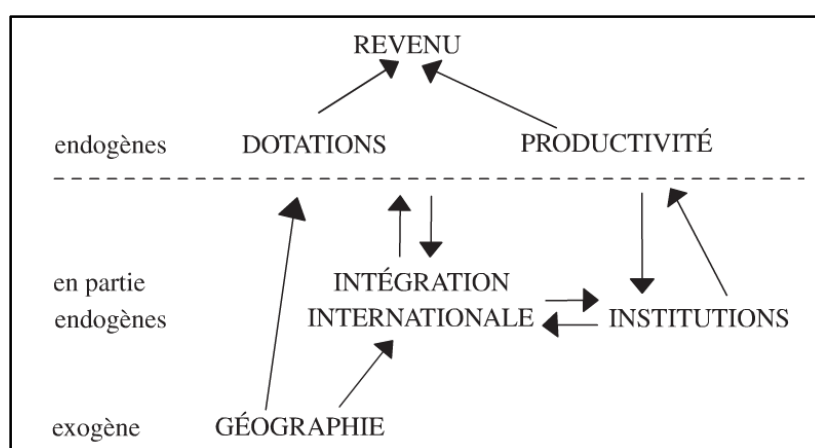 REVENU
endogènes DOTATIONS PRODUCTIVITÉ
en partie INTÉGRATION
endogènes INTERNATIONALE INSTITUTIONS
exogène GÉOGRAPHIE